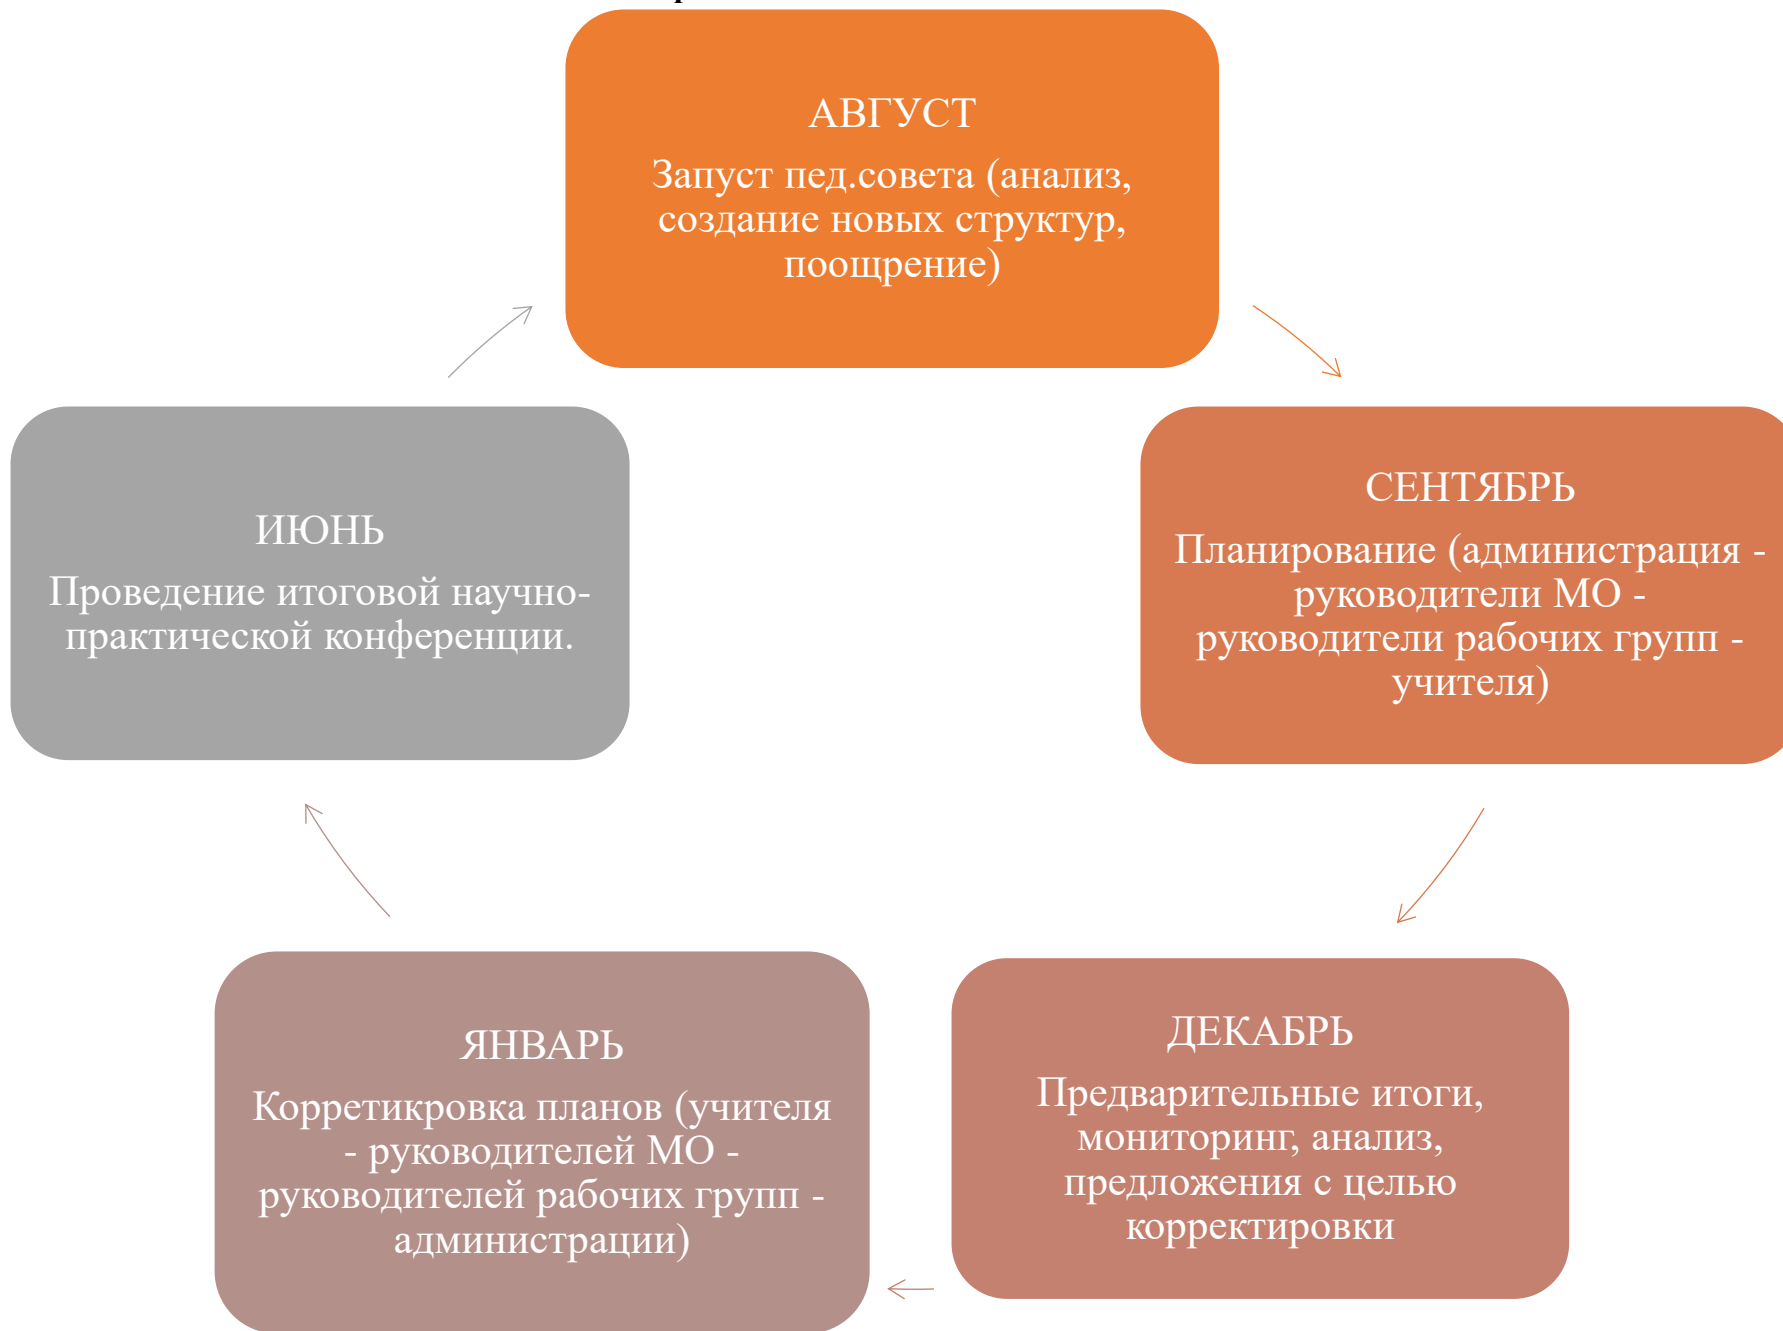 АВГУСТ
Запуст пед.совета (анализ,
создание новых структур,
поощрение)
СЕНТЯБРЬ
Планирование (администрация -
руководители МО -
руководители рабочих групп -
учителя)
ДЕКАБРЬ
Предварительные итоги,
мониторинг, анализ,
предложения с целью
корректировки
ЯНВАРЬ
Корретикровка планов (учителя
- руководителей МО -
руководителей рабочих групп -
администрации)
ИЮНЬ
Проведение итоговой научно-
практической конференции.